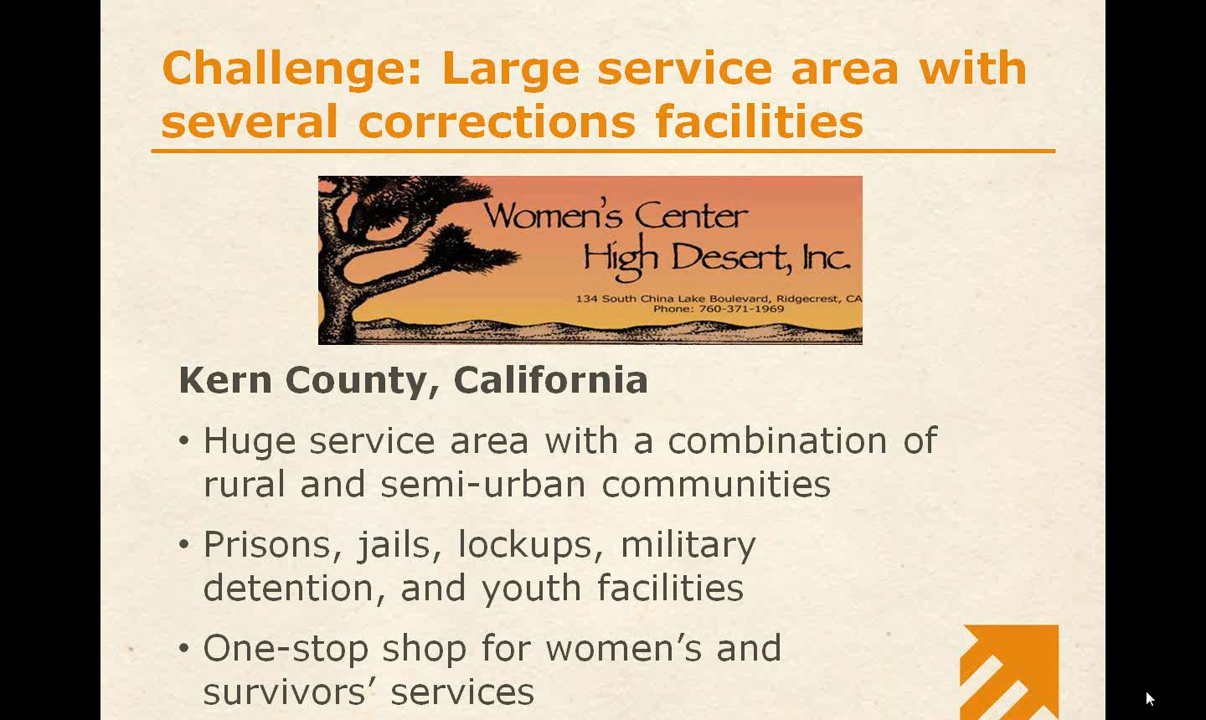 Challenge: Large service area with
several corrections facilities
Women's Center
High Desert, Inc.
134 South China Lake Boulevard, Ridgecrest, CA
Phone: 760-371-1969
Kern County, California
• Huge service area with a combination of
rural and semi-urban communities
• Prisons, jails, lockups, military
detention, and youth facilities
• One-stop shop for women’s and
survivors’ services